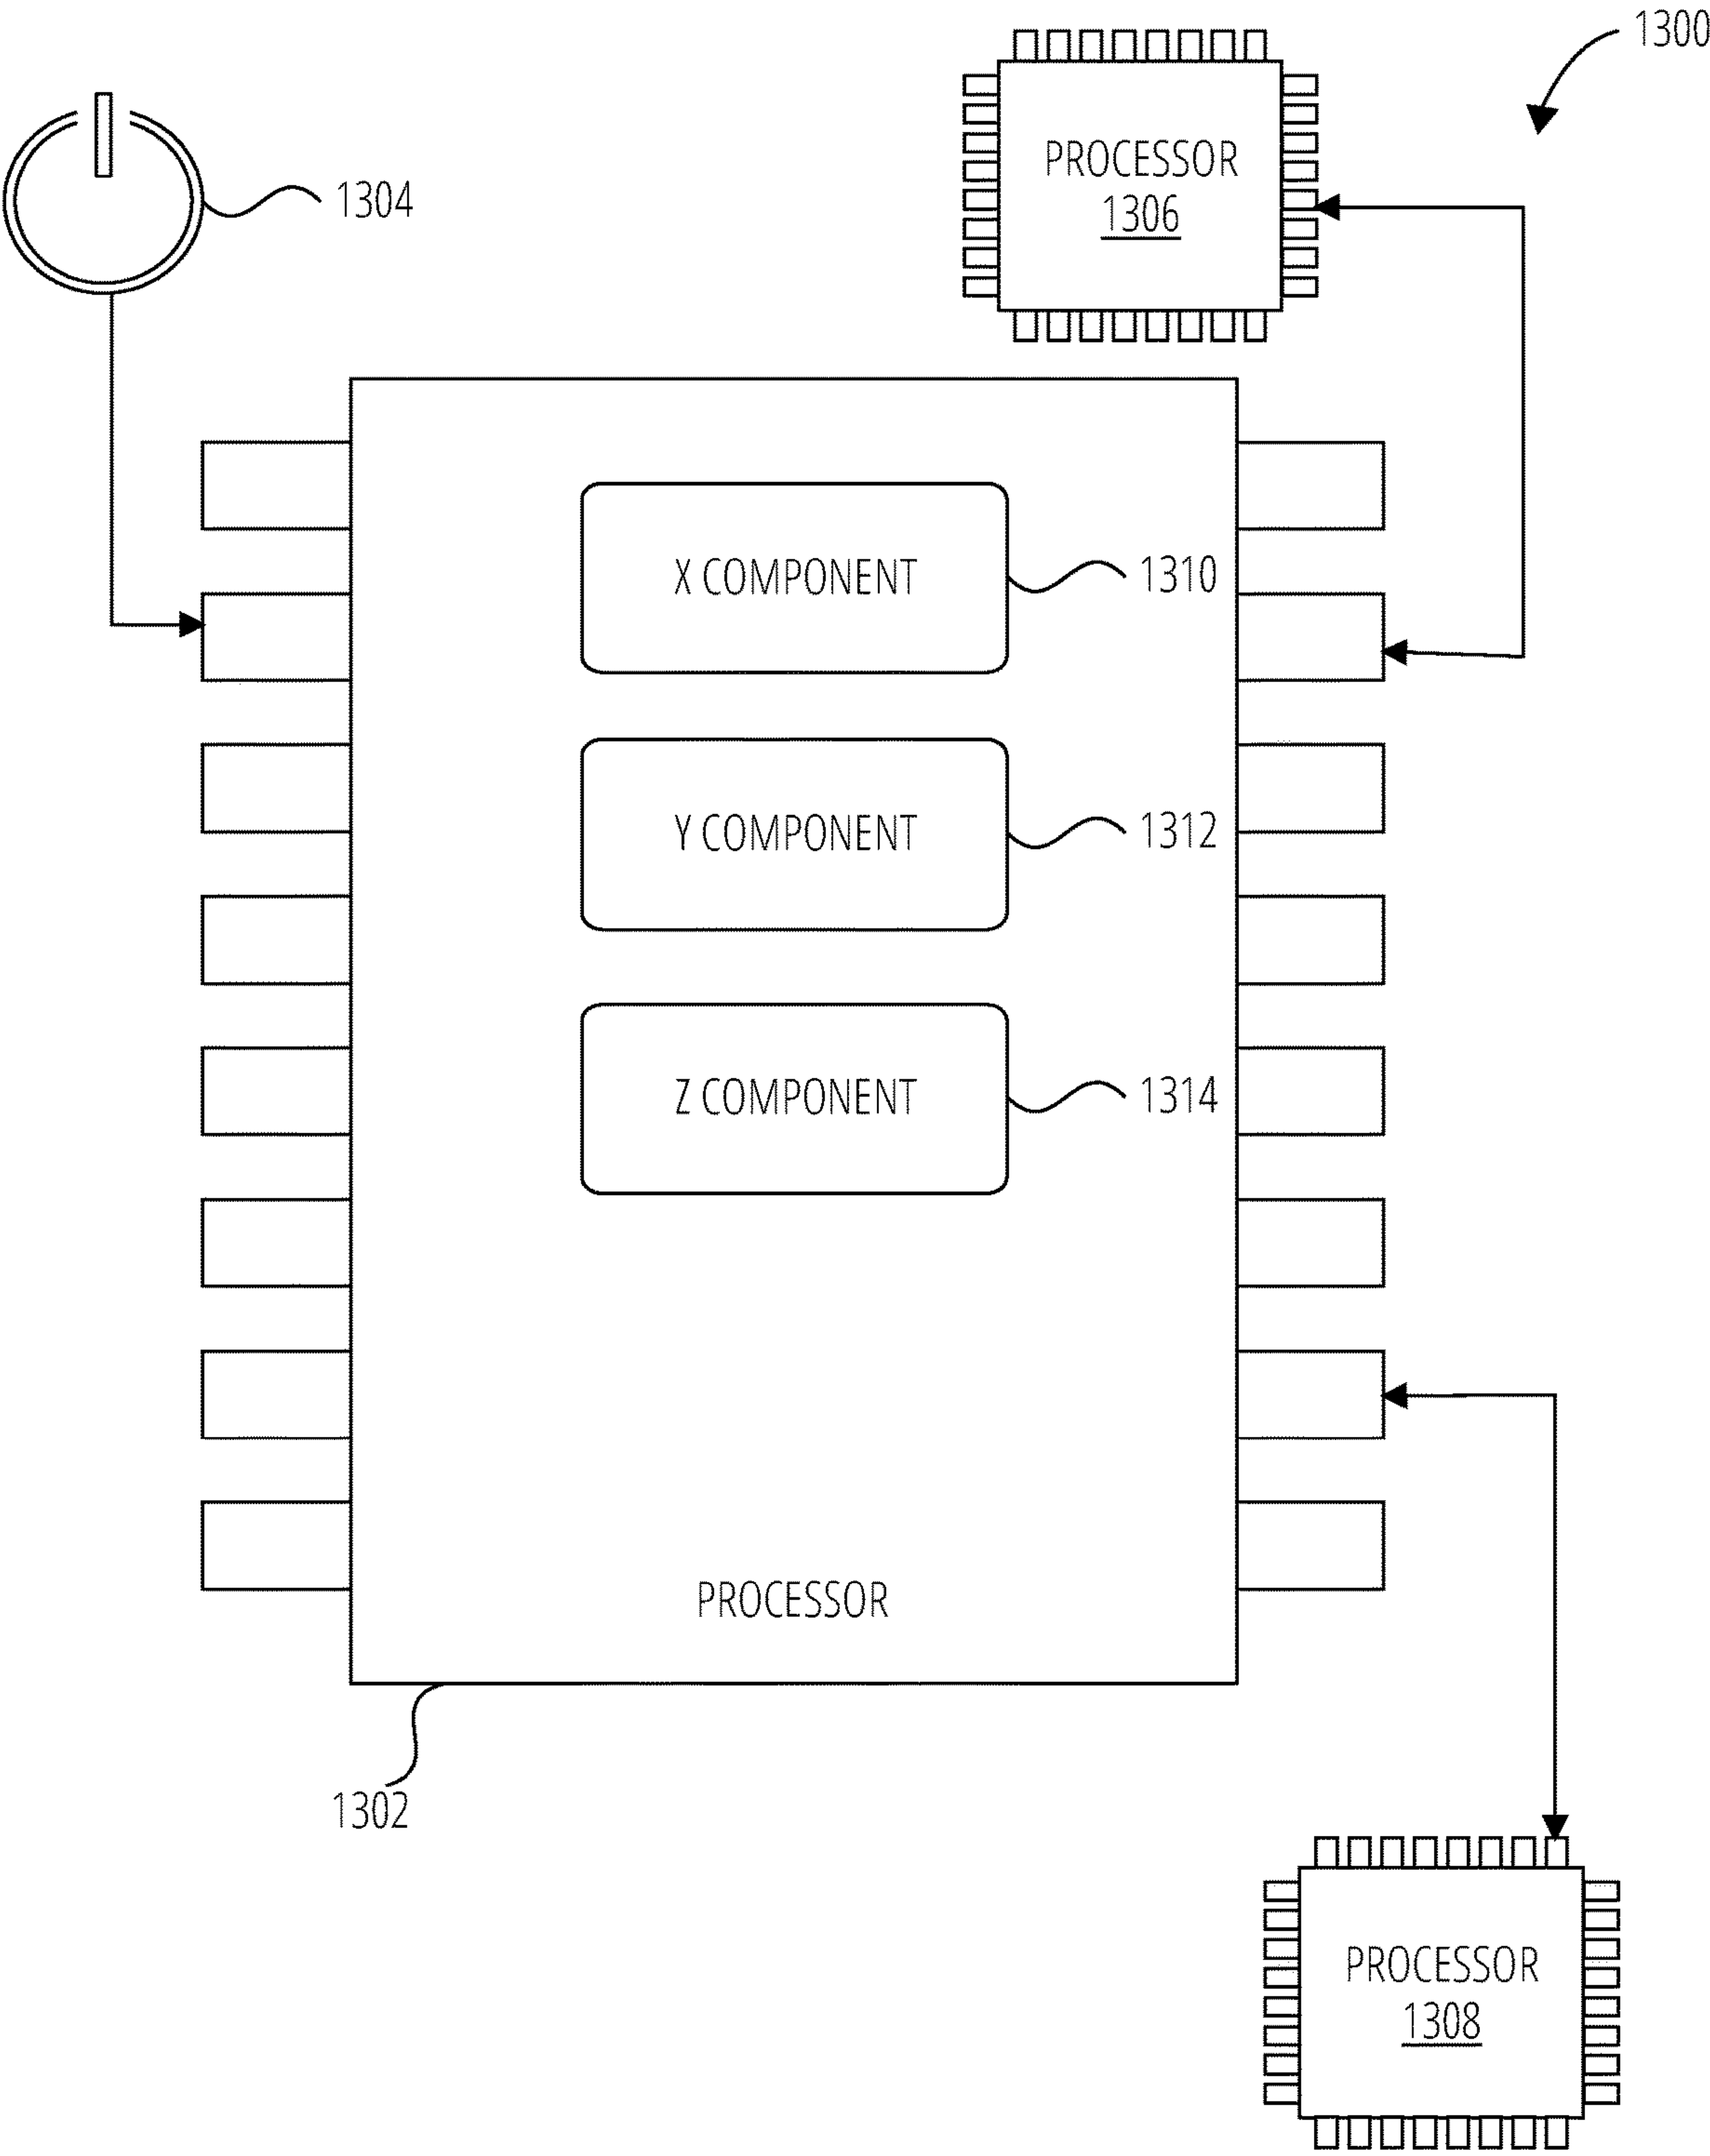 1300
PROCESSOR
1306
1304
X COMPONENT
1310
Y COMPONENT
1312
Z COMPONENT
1314
PROCESSOR
1302
PROCESSOR
1308